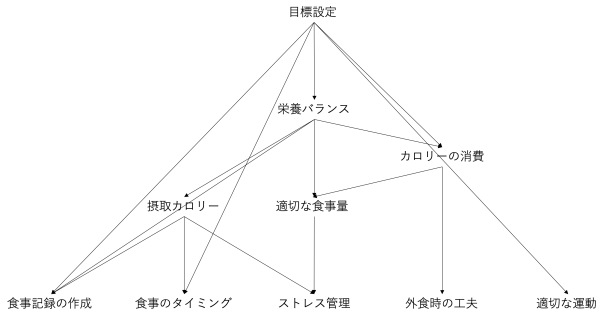 目標設定
栄養バランス
カロリーの消費
摂取カロリー
適切な食事量
食事記録の作成
食事のタイミング
ストレス管理
外食時の工夫
適切な運動